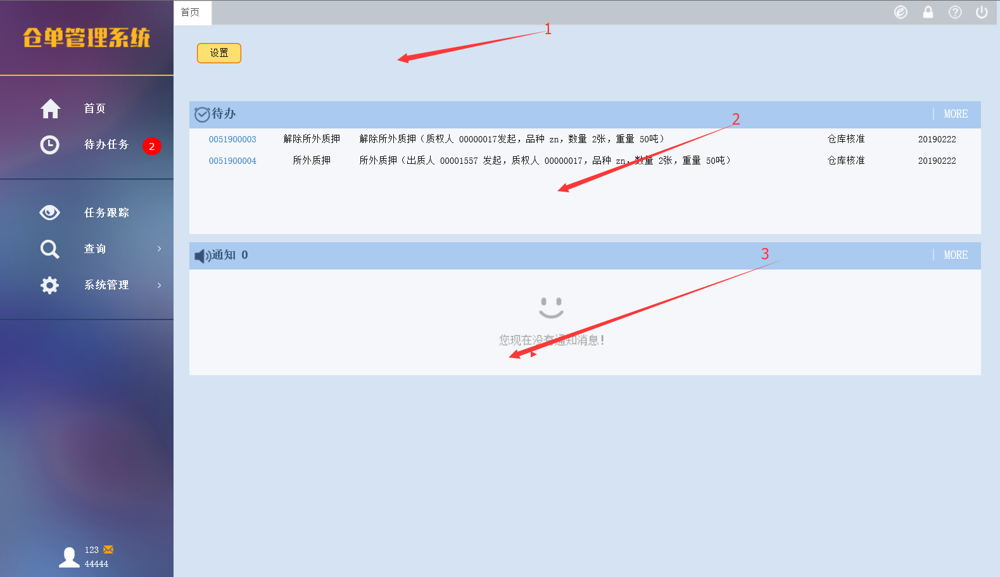 首页
仓单管理系统
1
设置
首页
待办任务 2
任务跟踪
查询
系统管理
123
44444
待办
MORE
2
0051900003 解除所外质押 解除所外质押（质权人 00000017发起，品种 zn，数量 2张，重量 50吨） 仓库核准 20190222
0051900004 所外质押 所外质押（出质人 00001557 发起，质权人 00000017，品种 zn，数量 2张，重量 50吨） 仓库核准 20190222
通知 0
3
MORE
您现在没有通知消息!